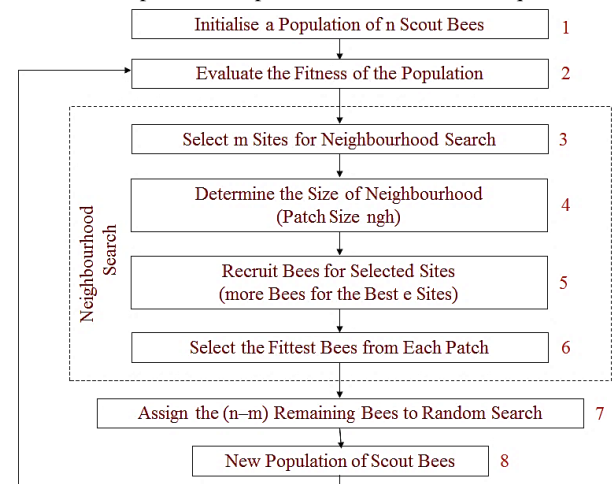 Initialise a Population of n Scout Bees 1
Evaluate the Fitness of the Population 2
Select m Sites for Neighbourhood Search 3
Neighbourhood
Search
Determine the Size of Neighbourhood
(Patch Size ngh) 4
Recruit Bees for Selected Sites
(more Bees for the Best e Sites) 5
Select the Fittest Bees from Each Patch 6
Assign the (n–m) Remaining Bees to Random Search 7
New Population of Scout Bees 8